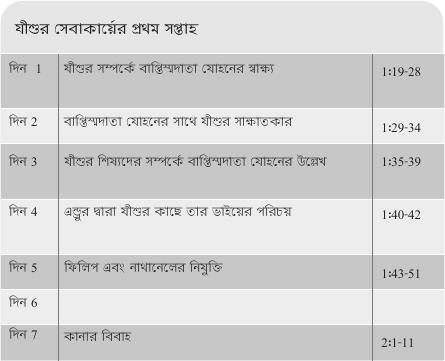 যীশুর সেবাকার্য়ের প্রথম সপ্তাহ
দিন 1 যীশুর সম্পর্কে বাপ্তিস্মদাতা যোহনের স্বাক্ষ্য 1:19-28
দিন 2 বাপ্তিস্মদাতা যোহনের সাথে যীশুর সাক্ষাতকার 1:29-34
দিন 3 যীশুর শিষ্যদের সম্পর্কে বাপ্তিস্মদাতা যোহনের উল্লেখ 1:35-39
দিন 4 এন্ড্রুর দ্বারা যীশুর কাছে তার ভাইয়ের পরিচয় 1:40-42
দিন 5 ফিলিপ এবং নাথানেলের নিযুক্তি 1:43-51
দিন 6
দিন 7 কানার বিবাহ 2:1-11